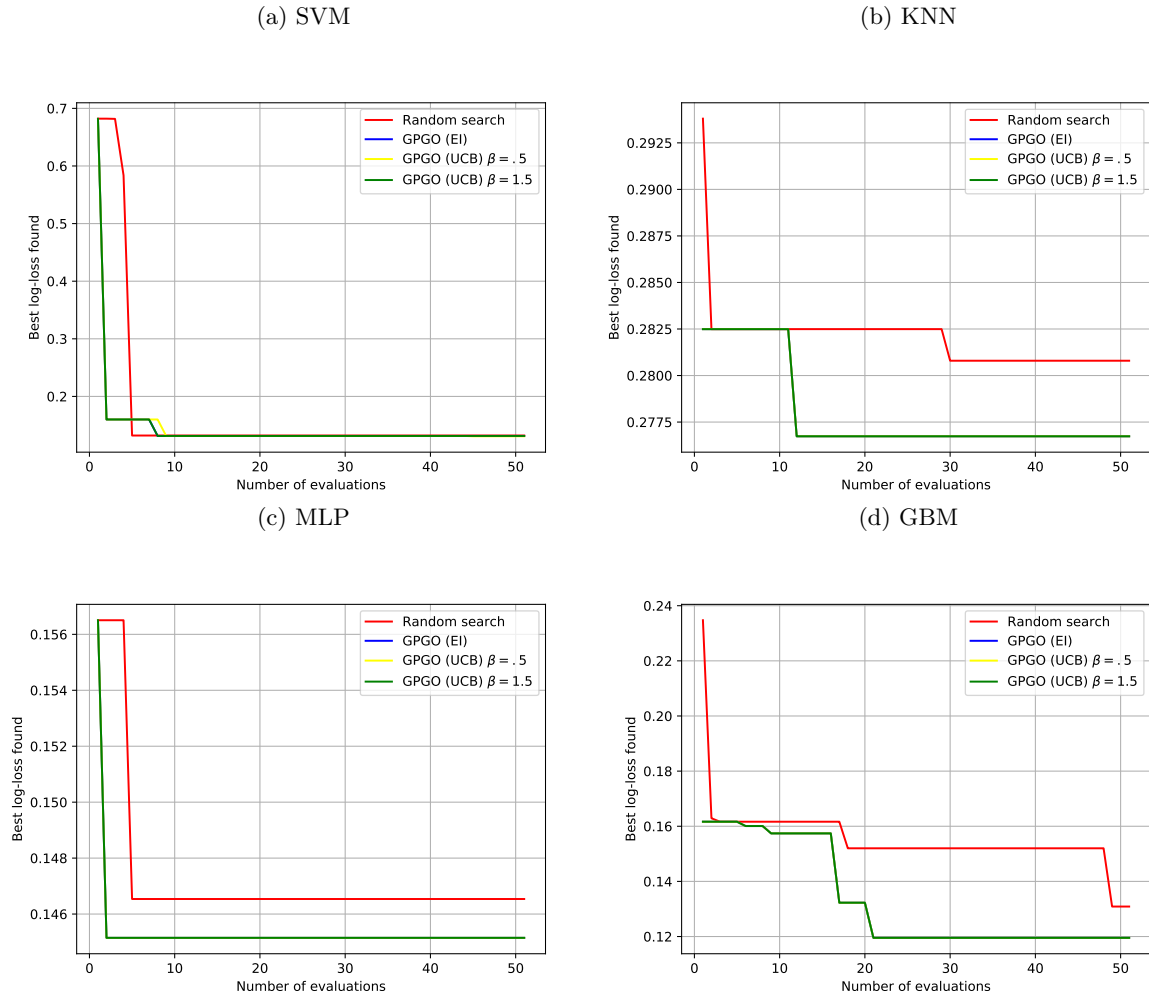 (a) SVM
0.7
0.6
0.5
0.4
0.3
0.2
Best log-loss found
0 10 20 30 40 50
Number of evaluations
Random search
GPGO (EI)
GPGO (UCB) β = .5
GPGO (UCB) β = 1.5
(b) KNN
0.2925
0.2900
0.2875
0.2850
0.2825
0.2800
0.2775
Best log-loss found
0 10 20 30 40 50
Number of evaluations
Random search
GPGO (EI)
GPGO (UCB) β = .5
GPGO (UCB) β = 1.5
(c) MLP
0.156
0.154
0.152
0.150
0.148
0.146
Best log-loss found
0 10 20 30 40 50
Number of evaluations
Random search
GPGO (EI)
GPGO (UCB) β = .5
GPGO (UCB) β = 1.5
(d) GBM
0.24
0.22
0.20
0.18
0.16
0.14
0.12
Best log-loss found
0 10 20 30 40 50
Number of evaluations
Random search
GPGO (EI)
GPGO (UCB) β = .5
GPGO (UCB) β = 1.5